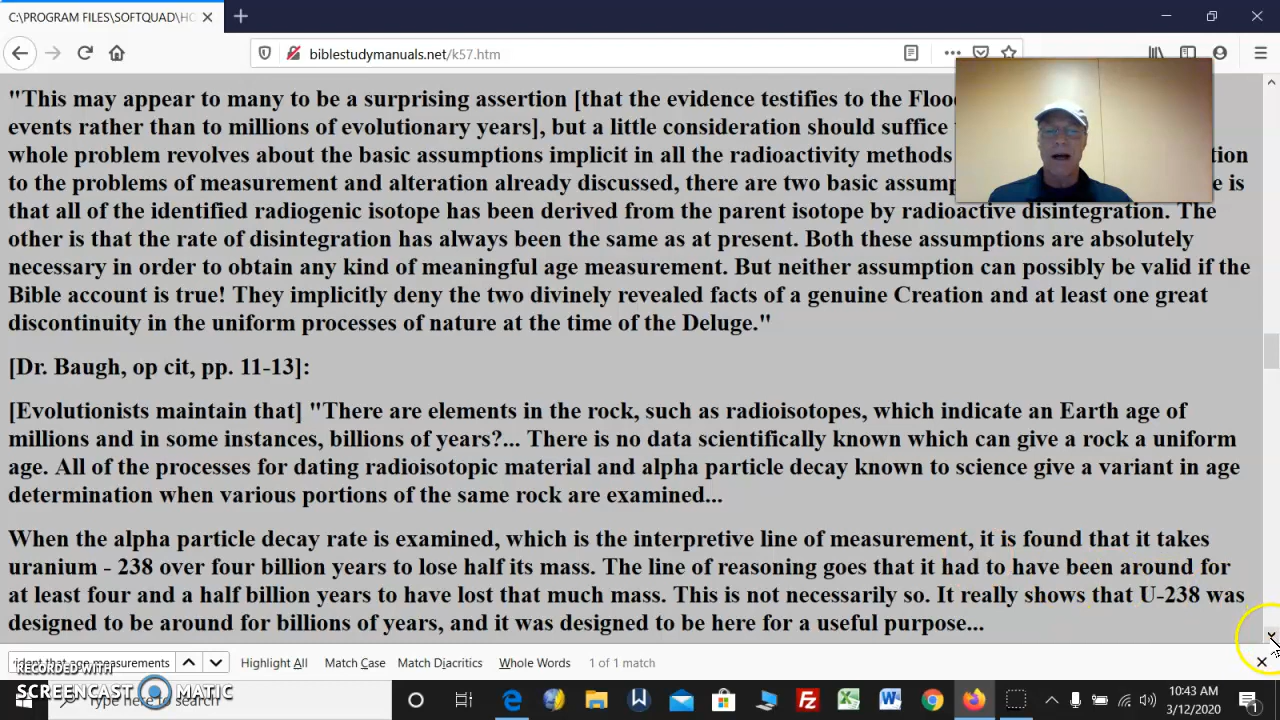 C:\PROGRAM FILES\SOFTQUAD\HO
biblestudymanuals.net/k57.htm
"This may appear to many to be a surprising assertion [that the evidence testifies to the Flood
events rather than to millions of evolutionary years], but a little consideration should suffice
whole problem revolves about the basic assumptions implicit in all the radioactivity methods
to the problems of measurement and alteration already discussed, there are two basic is
that all of the identified radiogenic isotope has been derived from the parent isotope by radioactive disintegration. The
other is that the rate of disintegration has always been the same as at present. Both these assumptions are absolutely
necessary in order to obtain any kind of meaningful age measurement. But neither assumption can possibly be valid if the
Bible account is true! They implicitly deny the two divinely revealed facts of a genuine Creation and at least one great
discontinuity in the uniform processes of nature at the time of the Deluge."
[Dr. Baugh, op cit, pp. 11-13]:
[Evolutionists maintain that] "There are elements in the rock, such as radioisotopes, which indicate an Earth age of
millions and in some instances, billions of years?... There is no data scientifically known which can give a rock a uniform
age. All of the processes for dating radioisotopic material and alpha particle decay known to science give a variant in age
determination when various portions of the same rock are examined...
When the alpha particle decay rate is examined, which is the interpretive line of measurement, it is found that it takes
uranium - 238 over four billion years to lose half its mass. The line of reasoning goes that it had to have been around for
at least four and a half billion years to have lost that much mass. This is not necessarily so. It really shows that U-238 was
designed to be around for billions of years, and it was designed to be here for a useful purpose...
ident that age measurements Highlight All Match Case Match Diacritics Whole Words 1 of 1 match
RECORDED WITH
SCREENCAST MATIC
Type here to search
10:43 AM
3/12/2020